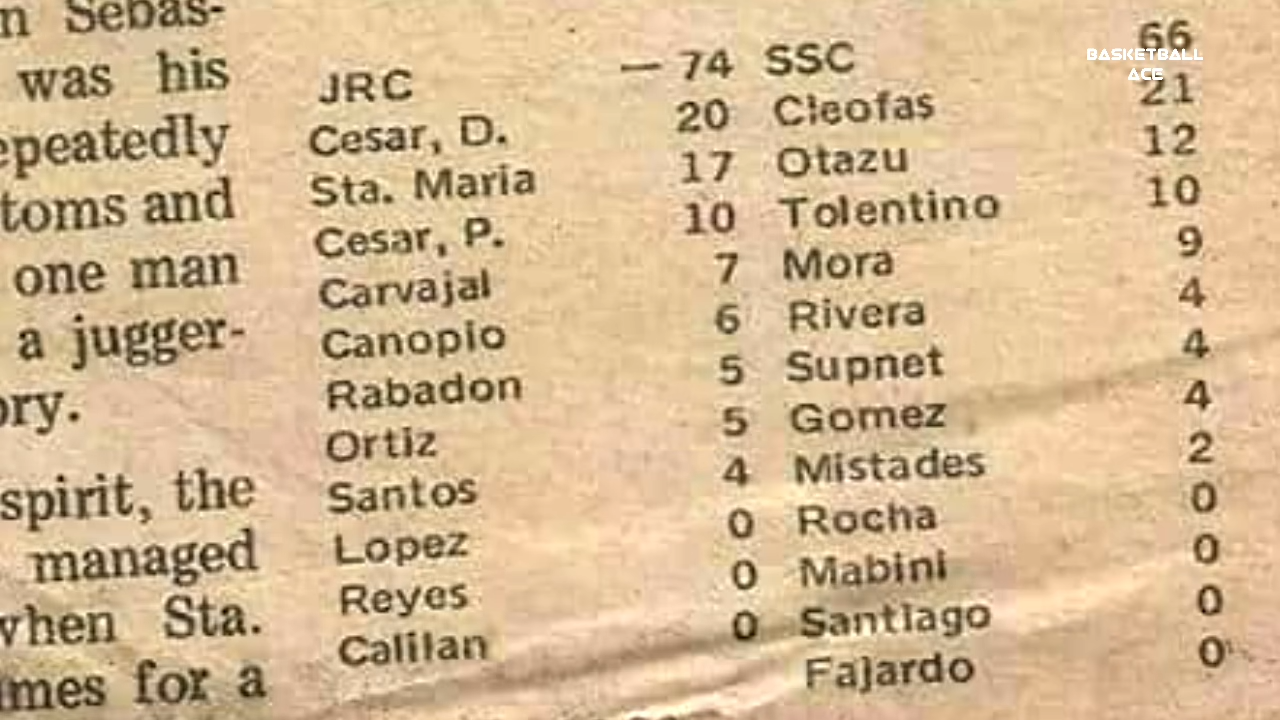 n Sebas-
was his
epeatedly
toms and
one man
a jugger-
ory.
spirit, the
managed
when Sta.
imes for a
JRC — 74 SSC 66
Cesar, D. 20 Cleofas 21
Sta. Maria 17 Otazu 12
Cesar, P. 10 Tolentino 10
Carvajal 7 Mora 9
Canopio 6 Rivera 4
Rabadon 5 Supnet 4
Ortiz 5 Gomez 4
Santos 4 Mistades 2
Lopez 0 Rocha 0
Reyes 0 Mabini 0
Calilan 0 Santiago 0
Fajardo 0
BASKETBALL
ACE